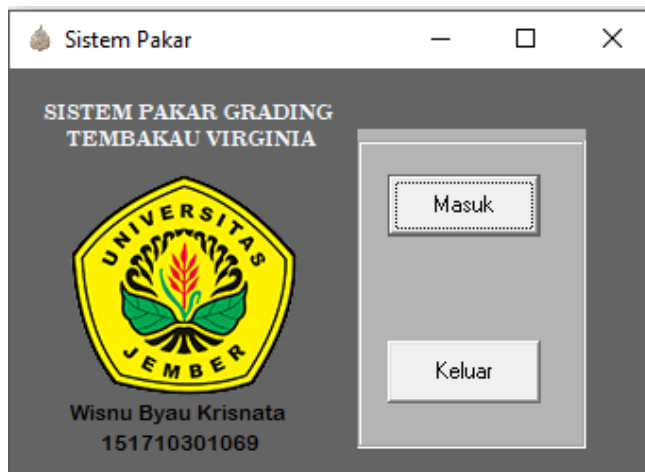 Sistem Pakar
SISTEM PAKAR GRADING
TEMBAKAU VIRGINIA
UNIVERSITAS
JEMBER
Wisnu Byau Krisnata
151710301069
Masuk
Keluar